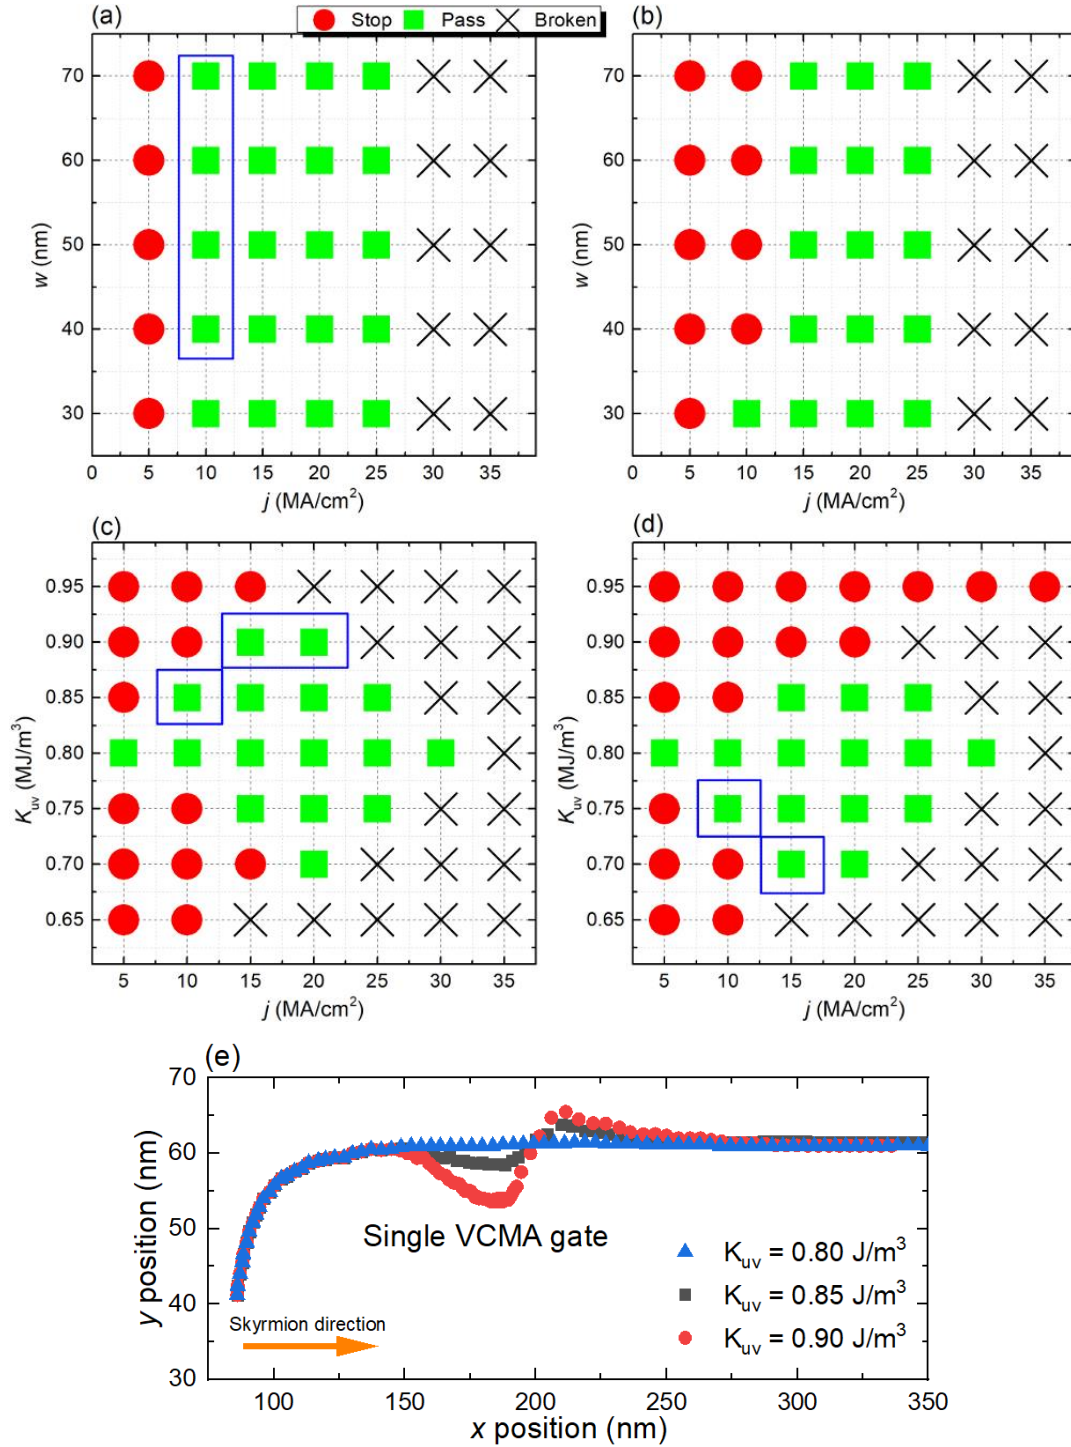 (a)
Stop Pass Broken
(b)
70
60
50
40
30
w (nm)
0 5 10 15 20 25 30 35
j (MA/cm²)
70
60
50
40
30
w (nm)
5 10 15 20 25 30 35
j (MA/cm²)
(c)
0.95
0.90
0.85
0.80
0.75
0.70
0.65
Kuv (MJ/m³)
5 10 15 20 25 30 35
j (MA/cm²)
(d)
0.95
0.90
0.85
0.80
0.75
0.70
0.65
Kuv (MJ/m³)
5 10 15 20 25 30 35
j (MA/cm²)
(e)
70
60
50
40
30
y position (nm)
Single VCMA gate
Kuv = 0.80 J/m³
Kuv = 0.85 J/m³
Kuv = 0.90 J/m³
Skyrmion direction
100 150 200 250 300 350
x position (nm)